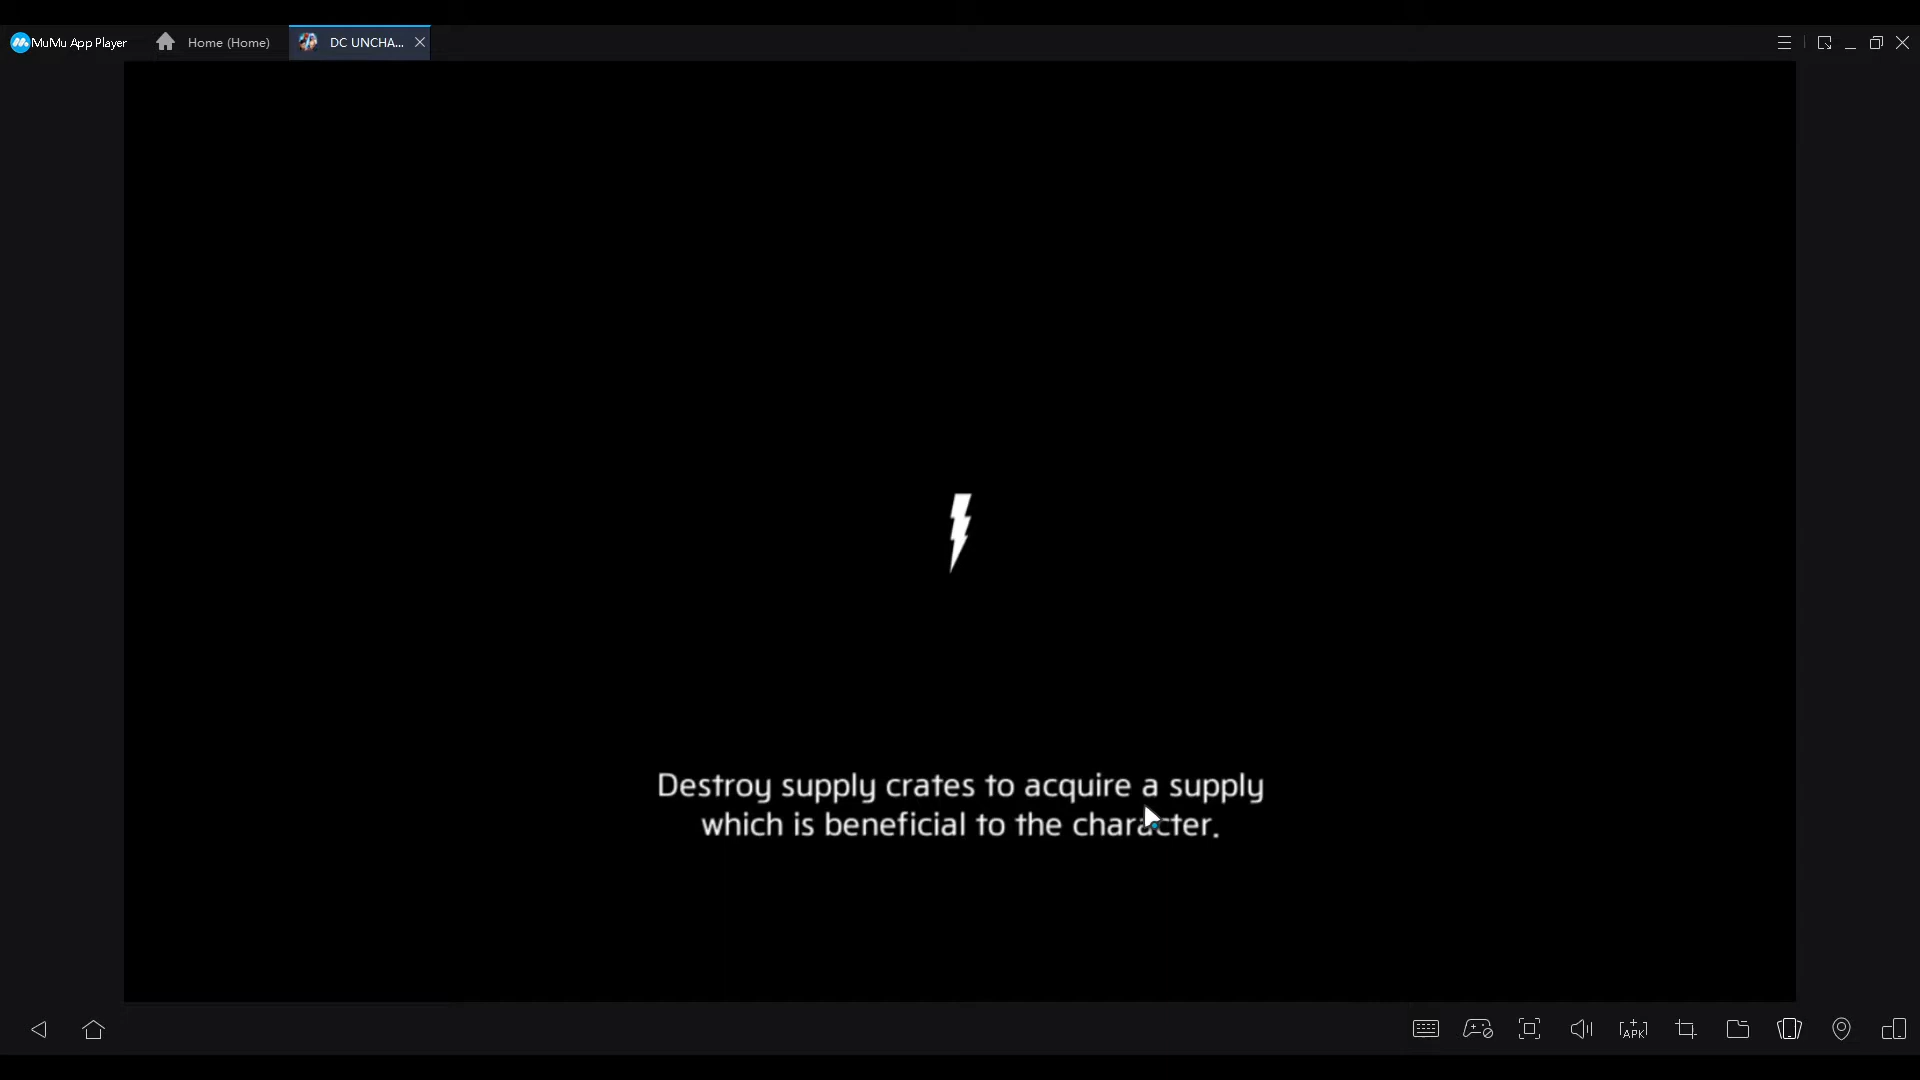 MuMu App Player
Home (Home)
DC UNCHA...
Destroy supply crates to acquire a supply
which is beneficial to the character.
APK